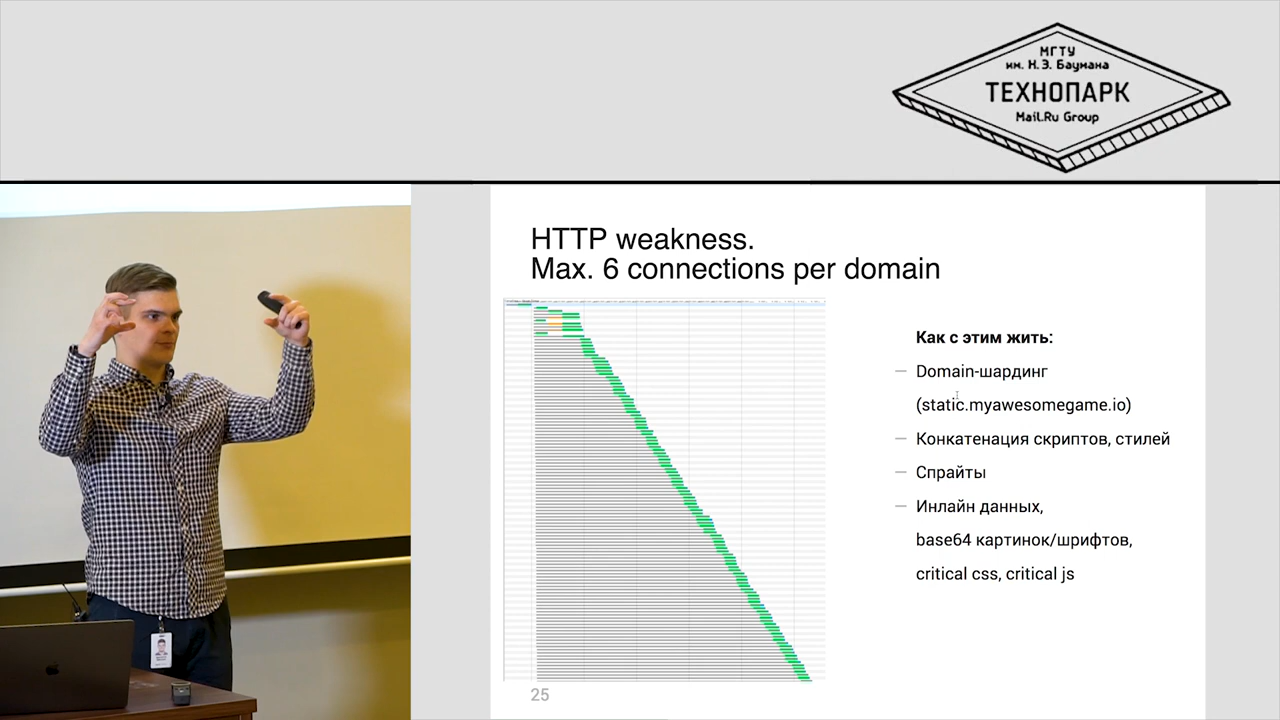 МГТУ
им. Н.Э. Баумана
ТЕХНОПАРК
Mail.Ru Group
HTTP weakness.
Max. 6 connections per domain
Как с этим жить:
— Domain-шардинг
(static.myawesomegame.io)
— Конкатенация скриптов, стилей
— Спрайты
— Инлайн данных,
base64 картинок/шрифтов,
critical css, critical js
25